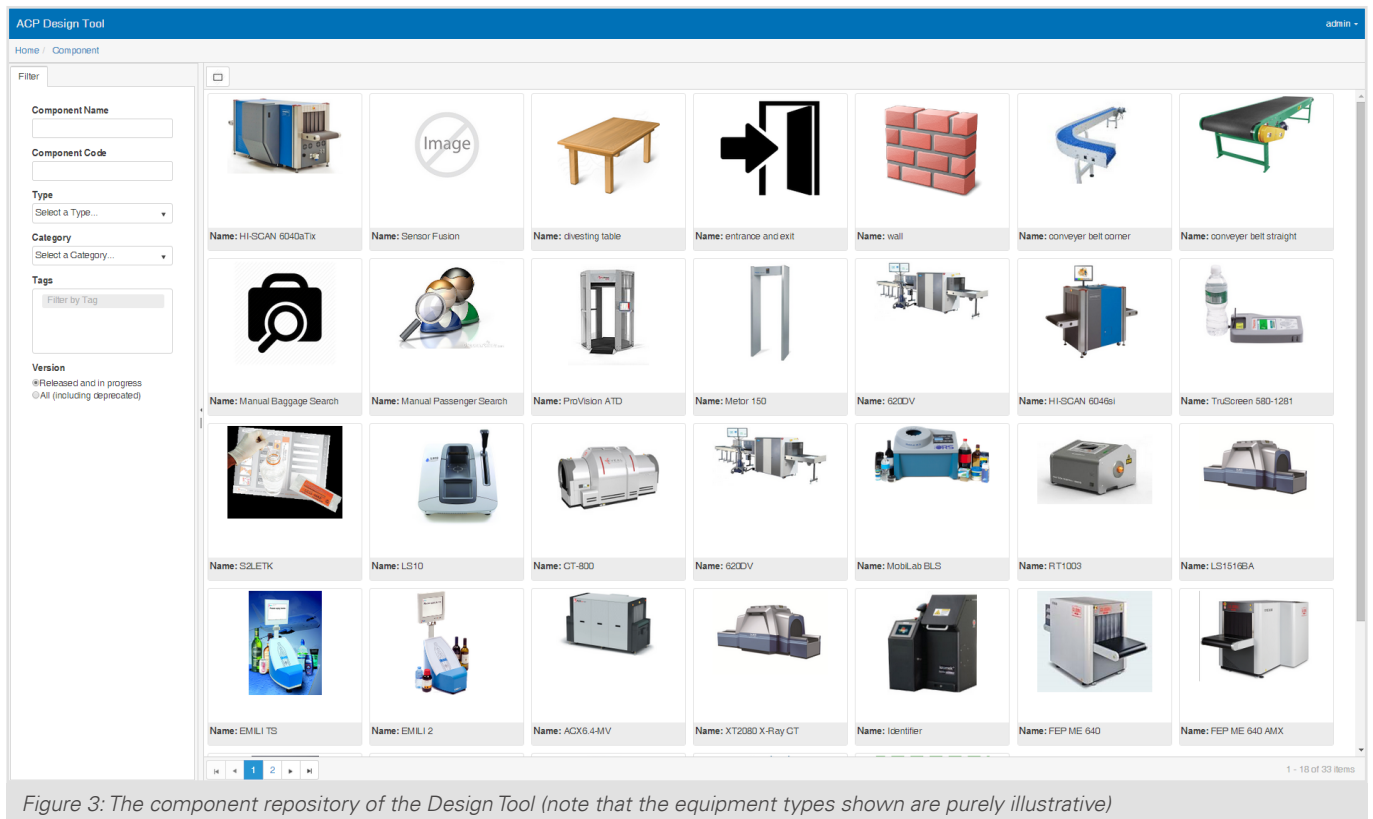 ACP Design Tool
admin
Home / Component
Filter
Component Name
Component Code
Type
Select a Type...
Category
Select a Category...
Tags
Filter by Tag
Version
Released and in progress
All (including deprecated)
Image
Name: HI-SCAN 6040aTix
Name: Sensor Fusion
Name: divesting table
Name: entrance and exit
Name: wall
Name: conveyer belt corner
Name: conveyer belt straight
Name: Manual Baggage Search
Name: Manual Passenger Search
Name: ProVision ATD
Name: Metor 150
Name: 620DV
Name: HI-SCAN 6046si
Name: TruScreen 580-1281
Name: S2LETK
Name: LS10
Name: CT-800
Name: 620DV
Name: MobiLab BLS
Name: RT1003
Name: LS1516BA
Name: EMILI TS
Name: EMILI 2
Name: ACX6.4-MV
Name: XT2080 X-Ray CT
Name: Identifier
Name: FEP ME 640
Name: FEP ME 640 AMX
1 2
1 - 18 of 33 items
Figure 3: The component repository of the Design Tool (note that the equipment types shown are purely illustrative)